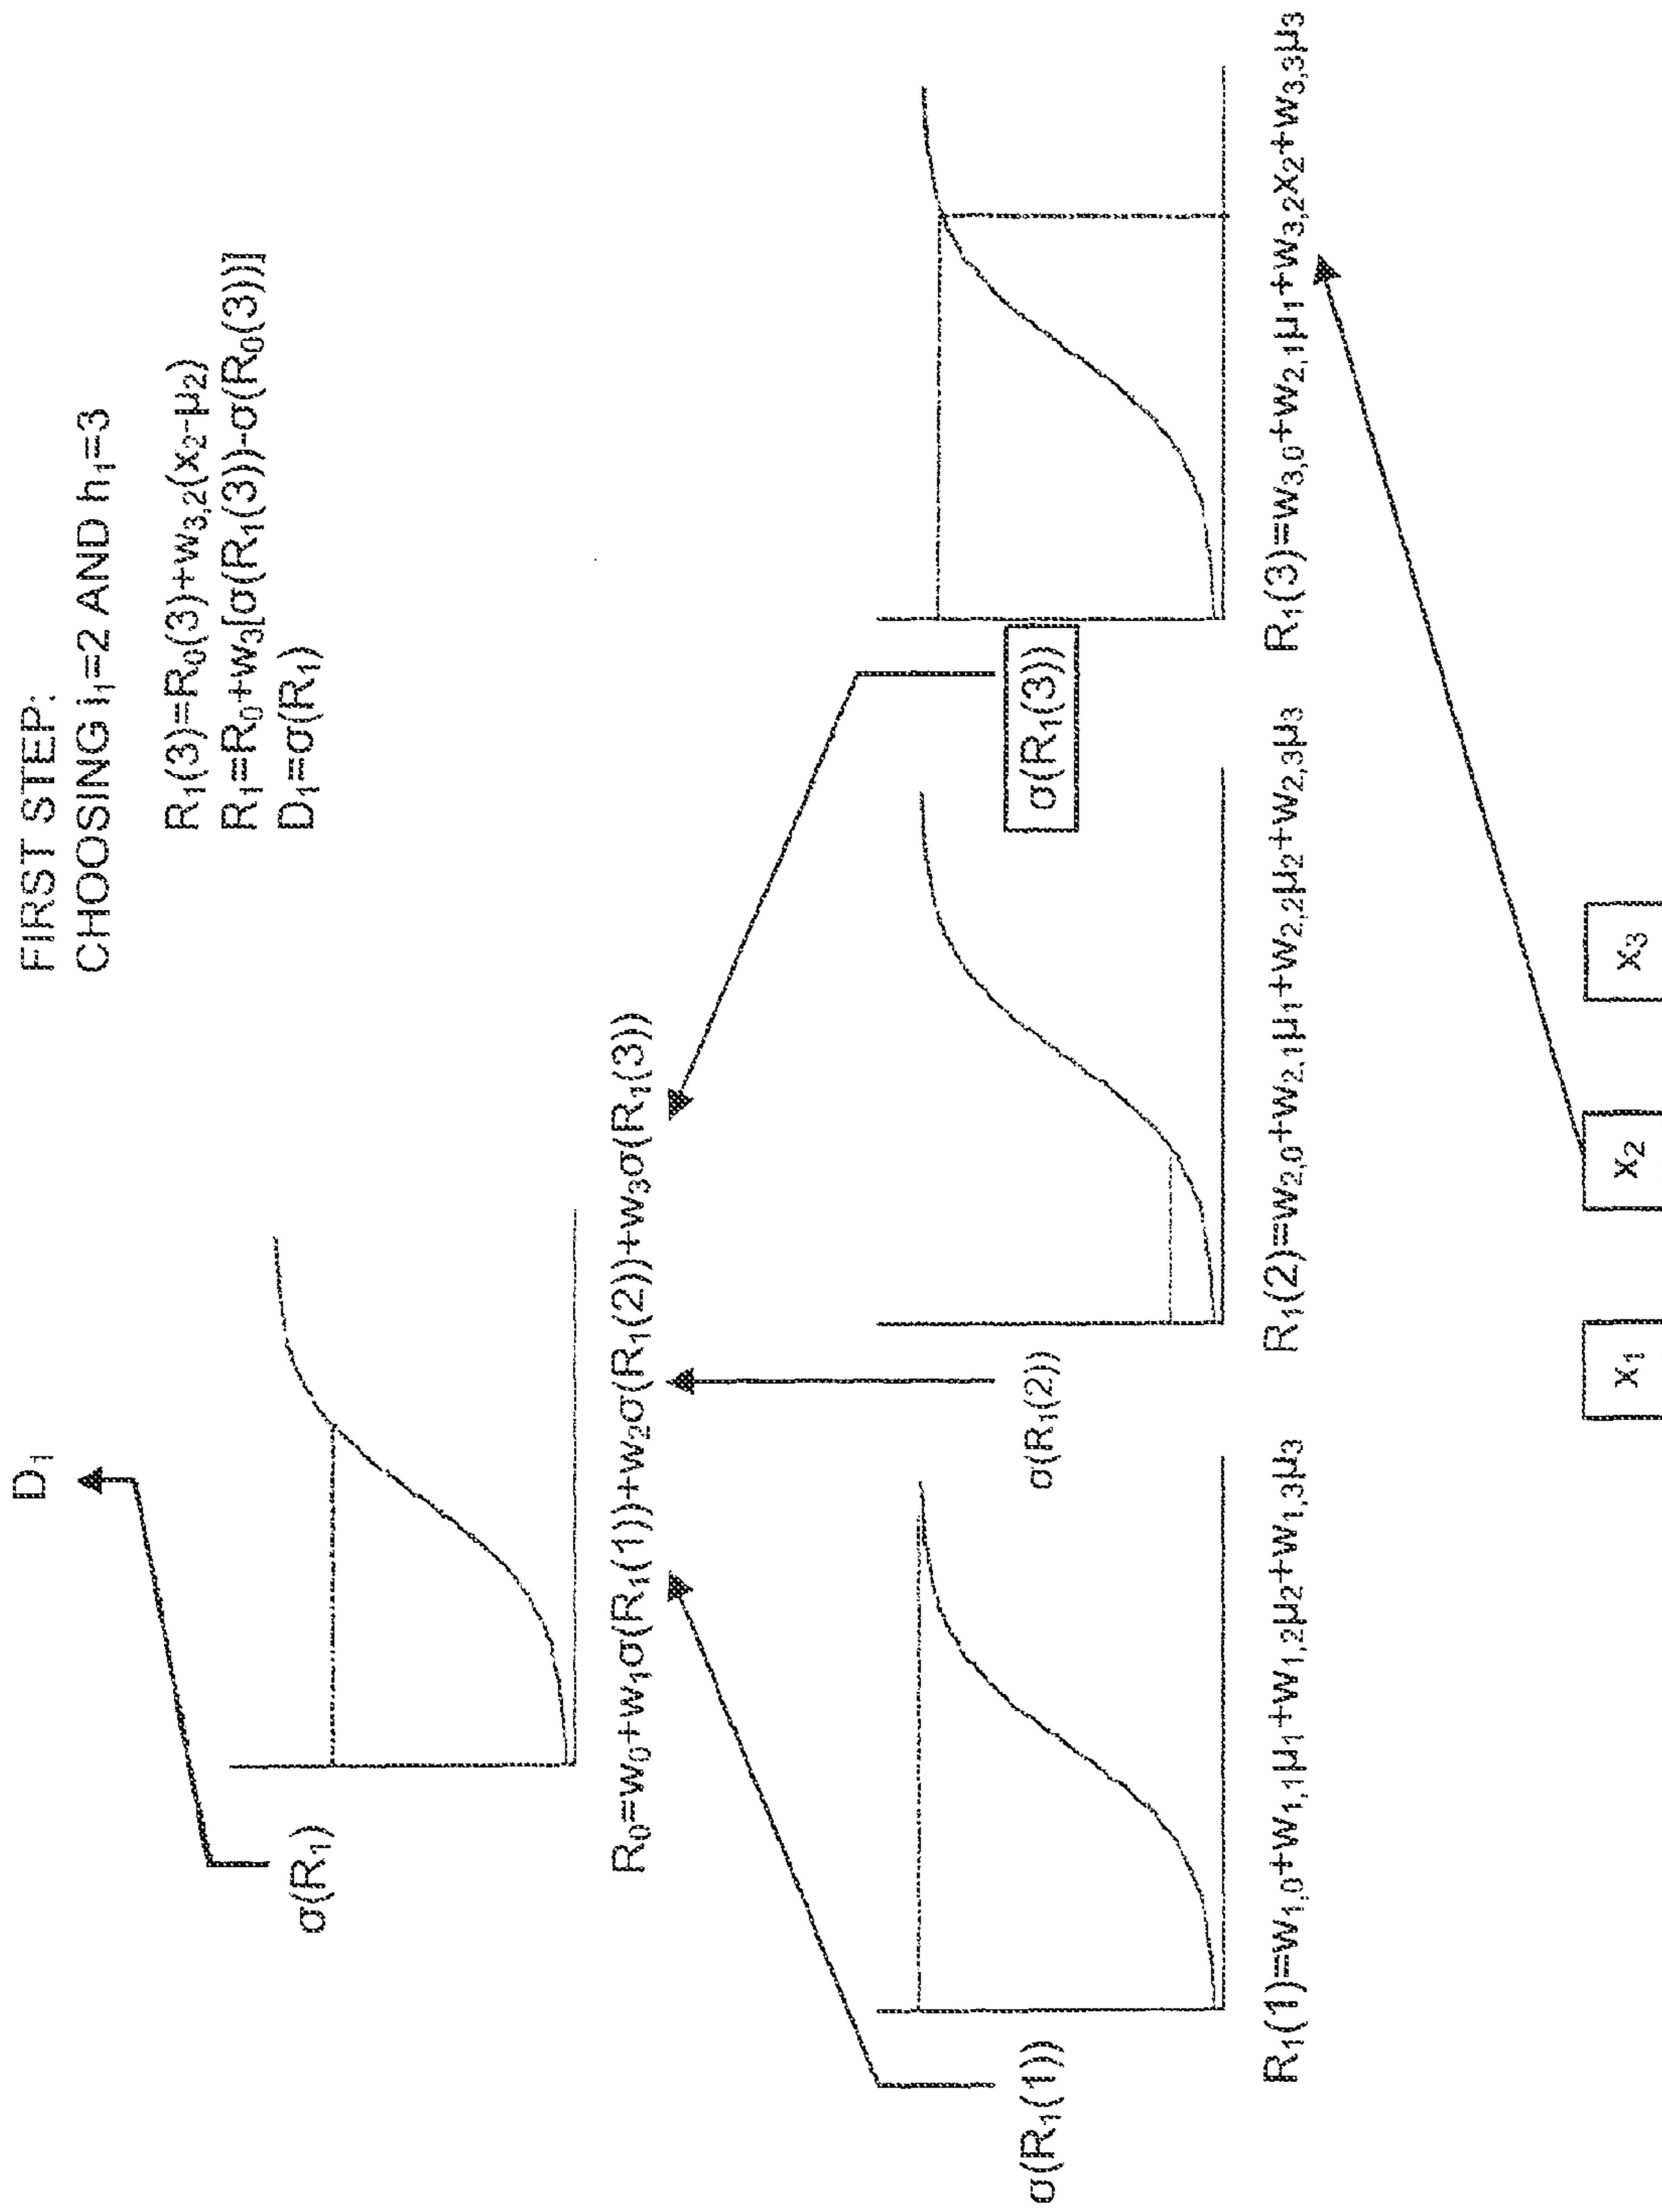 FIRST STEP:
CHOOSING i₁=2 AND h₁=3
R₁(3)=R₀(3)+w₃,₂(x₂-μ₂)
R₁=R₀+w₃[σ(R₁(3))-σ(R₀(3))]
D₁=σ(R₁)
D₁
σ(R₁)
R₀=w₀+w₁σ(R₁(1))+w₂σ(R₁(2))+w₃σ(R₁(3))
σ(R₁(1))
σ(R₁(2))
σ(R₁(3))
R₁(1)=w₁,₀+w₁,₁μ₁+w₁,₂μ₂+w₁,₃μ₃
R₁(2)=w₂,₀+w₂,₁μ₁+w₂,₂μ₂+w₂,₃μ₃
R₁(3)=w₃,₀+w₂,₁μ₁+w₃,₂x₂+w₃,₃μ₃
x₁
x₂
x₃